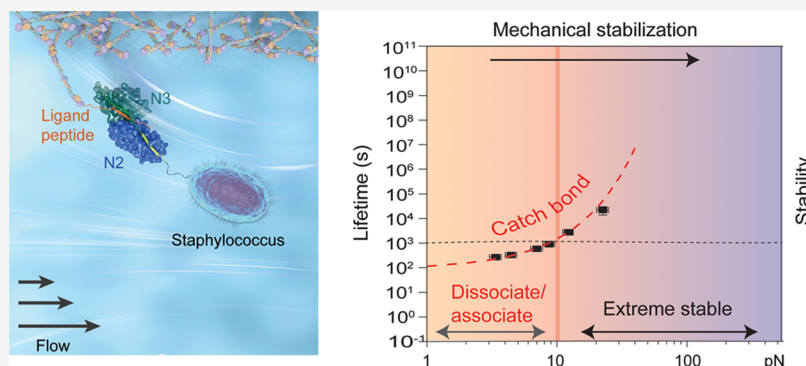 N3
Ligand
peptide
N2
Staphylococcus
Flow
Mechanical stabilization
Lifetime (s)
10¹¹
10¹⁰
10⁹
10⁸
10⁷
10⁶
10⁵
10⁴
10³
10²
10¹
10⁰
10⁻¹
Catch bond
Dissociate/
associate
Extreme stable
1
10
100
pN
Stability